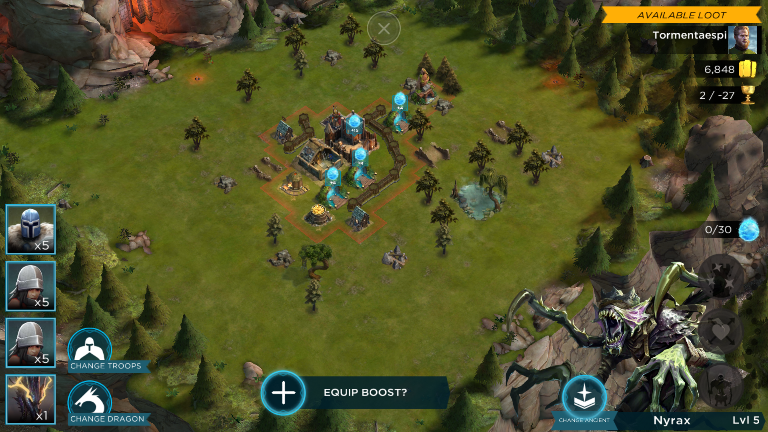 AVAILABLE LOOT
Tormentaespi
6,848
2 / -27
0/30
x5
x5
x5
x1
CHANGE TROOPS
CHANGE DRAGON
EQUIP BOOST?
CHANGE ANCIENT
Nyrax Lvl 5